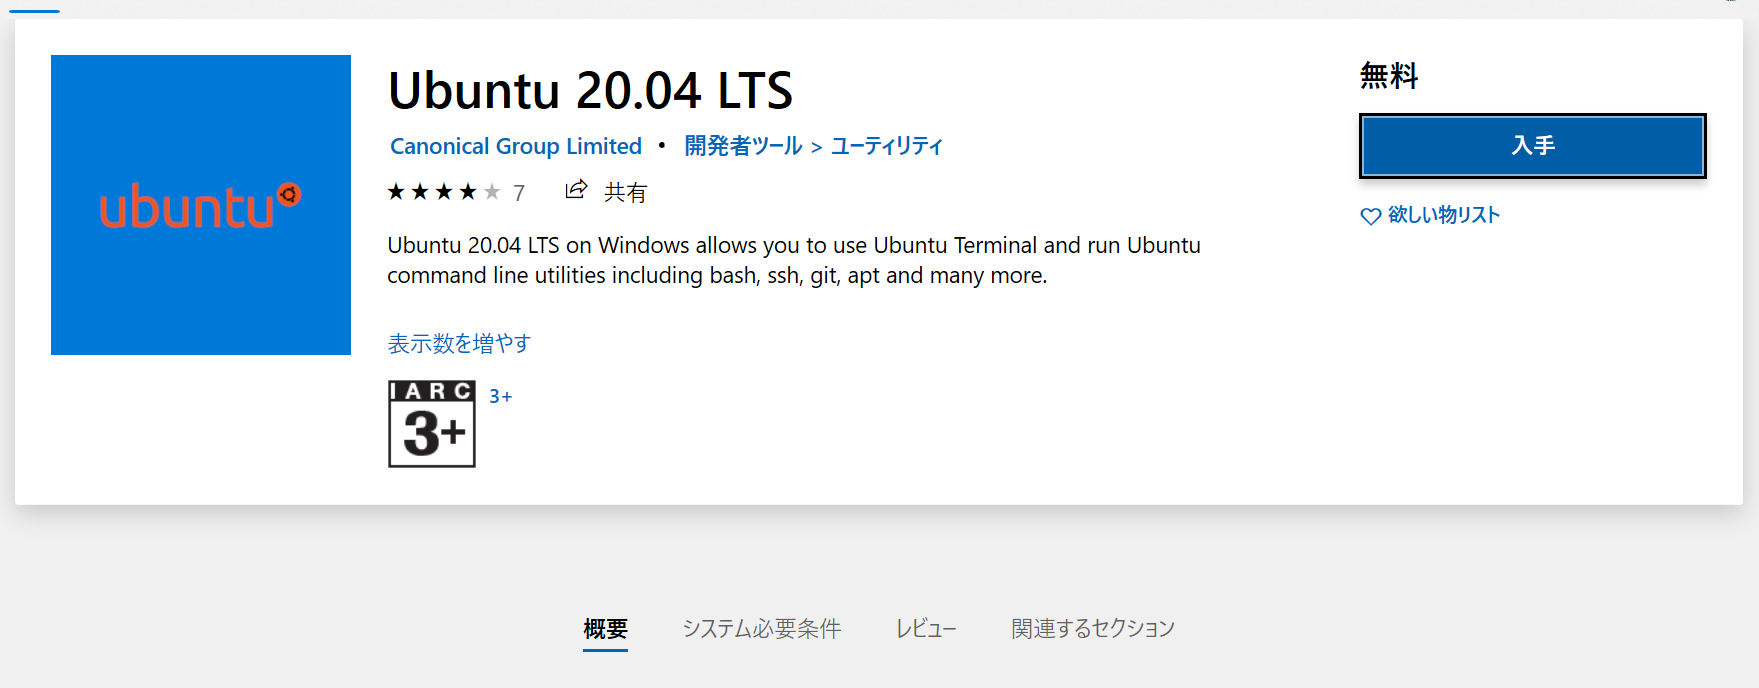 ubuntu
Ubuntu 20.04 LTS
Canonical Group Limited • 開発者ツール > ユーティリティ
★★★★★ 7 共有
Ubuntu 20.04 LTS on Windows allows you to use Ubuntu Terminal and run Ubuntu
command line utilities including bash, ssh, git, apt and many more.
表示数を増やす
IARC
3+
3+
無料
入手
欲しい物リスト
概要 システム必要条件 レビュー 関連するセクション